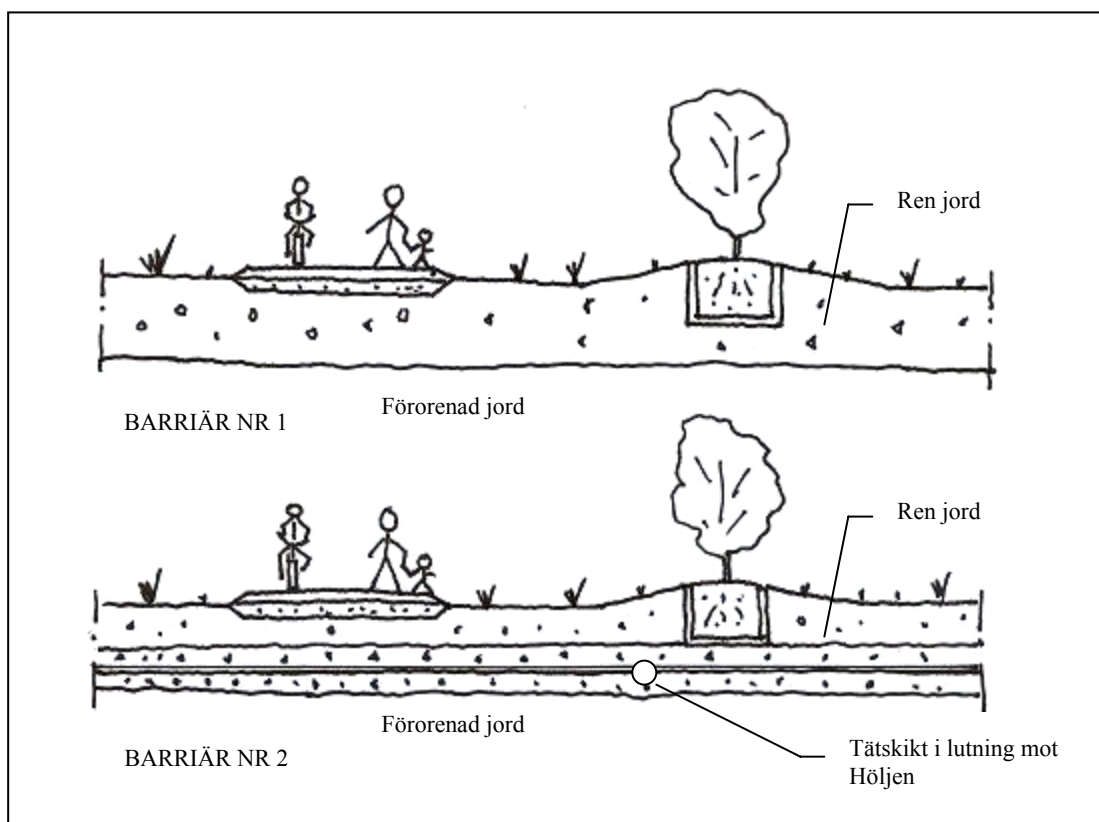 Ren jord
Förorenad jord
BARRIÄR NR 1
Ren jord
Förorenad jord
BARRIÄR NR 2
Tätskikt i lutning mot
Höljen